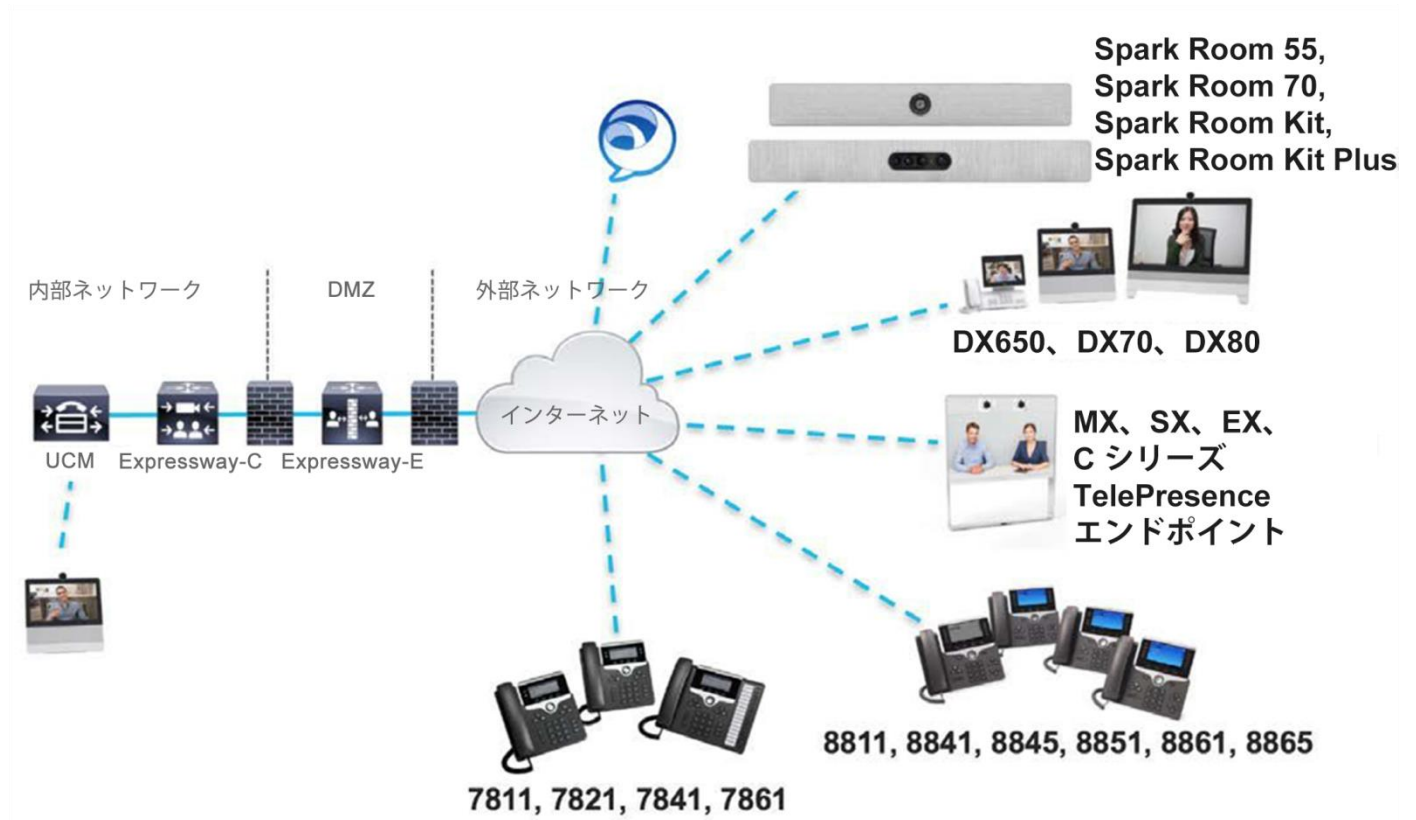 Spark Room 55,
Spark Room 70,
Spark Room Kit,
Spark Room Kit Plus
内部ネットワーク
DMZ
外部ネットワーク
DX650、DX70、DX80
インターネット
MX、SX、EX、
C シリーズ
TelePresence
エンドポイント
UCM
Expressway-C
Expressway-E
8811, 8841, 8845, 8851, 8861, 8865
7811, 7821, 7841, 7861